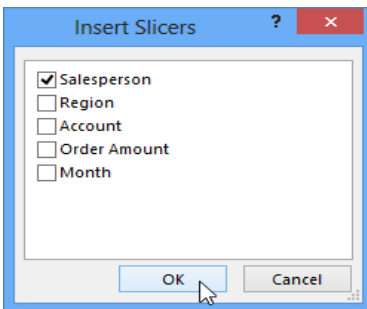 Insert Slicers ?
Salesperson
Region
Account
Order Amount
Month
OK Cancel